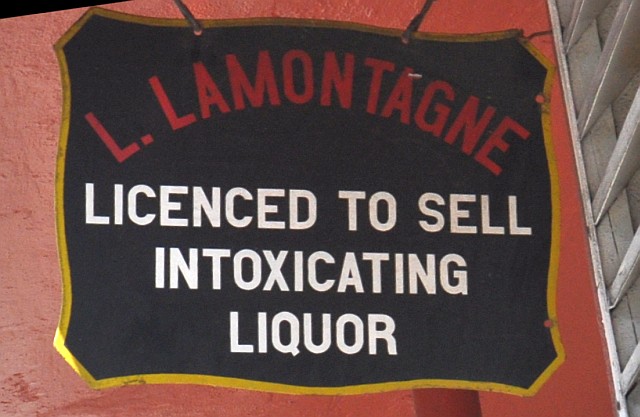 L. LAMONTAGNE
LICENCED TO SELL
INTOXICATING
LIQUOR